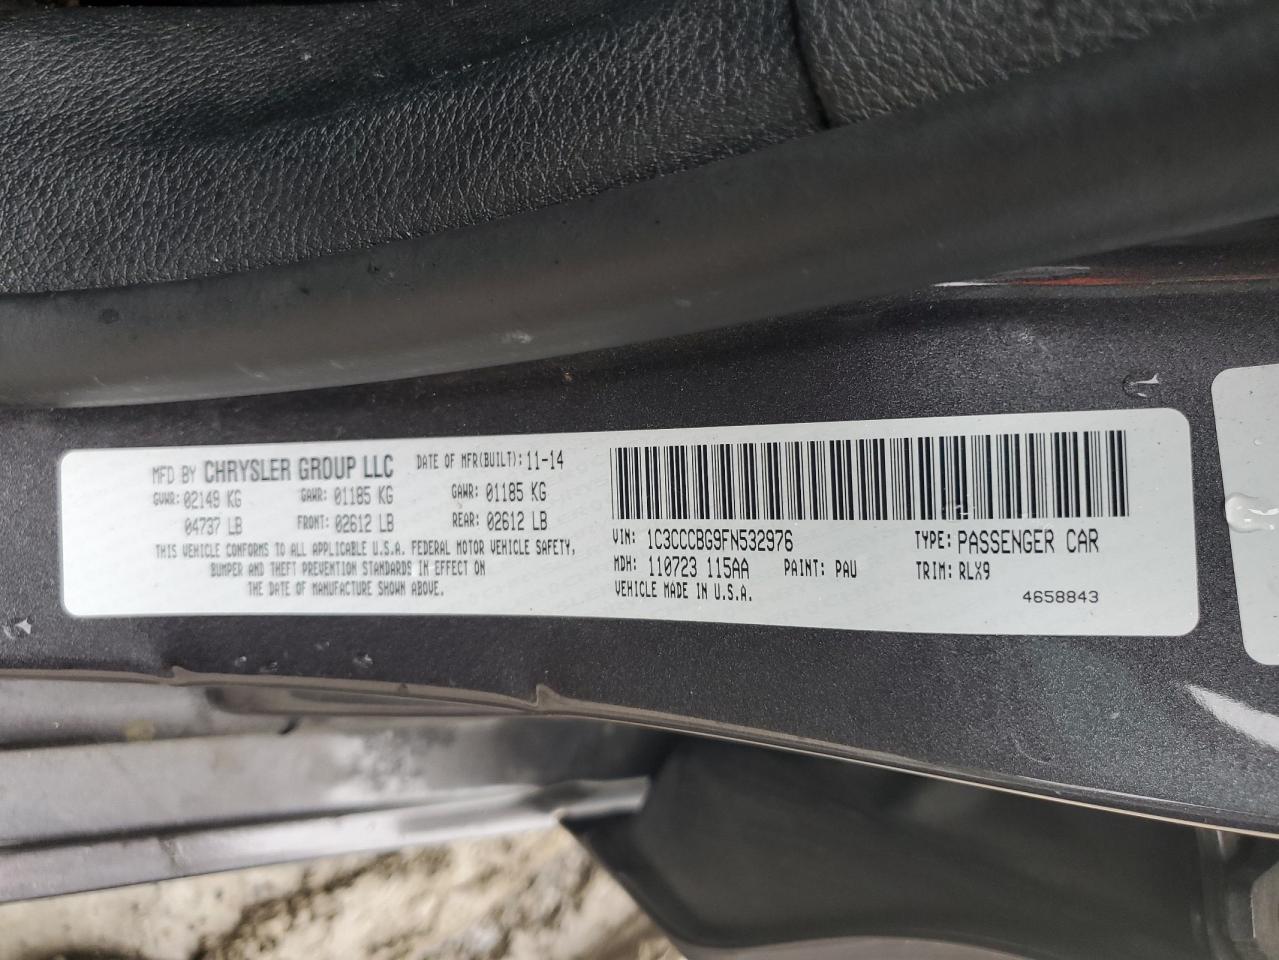 MFD BY CHRYSLER GROUP LLC DATE OF MFR(BUILT): 11-14
GVWR: 02149 KG GAWR: 01185 KG GAWR: 01185 KG
04737 LB FRONT: 02612 LB REAR: 02612 LB
THIS VEHICLE CONFORMS TO ALL APPLICABLE U.S.A. FEDERAL MOTOR VEHICLE SAFETY,
BUMPER AND THEFT PREVENTION STANDARDS IN EFFECT ON
THE DATE OF MANUFACTURE SHOWN ABOVE.
VIN: 1C3CCCBG9FN532976 TYPE: PASSENGER CAR
MDH: 110723 115AA PAINT: PAU TRIM: RLX9
VEHICLE MADE IN U.S.A.
4658843